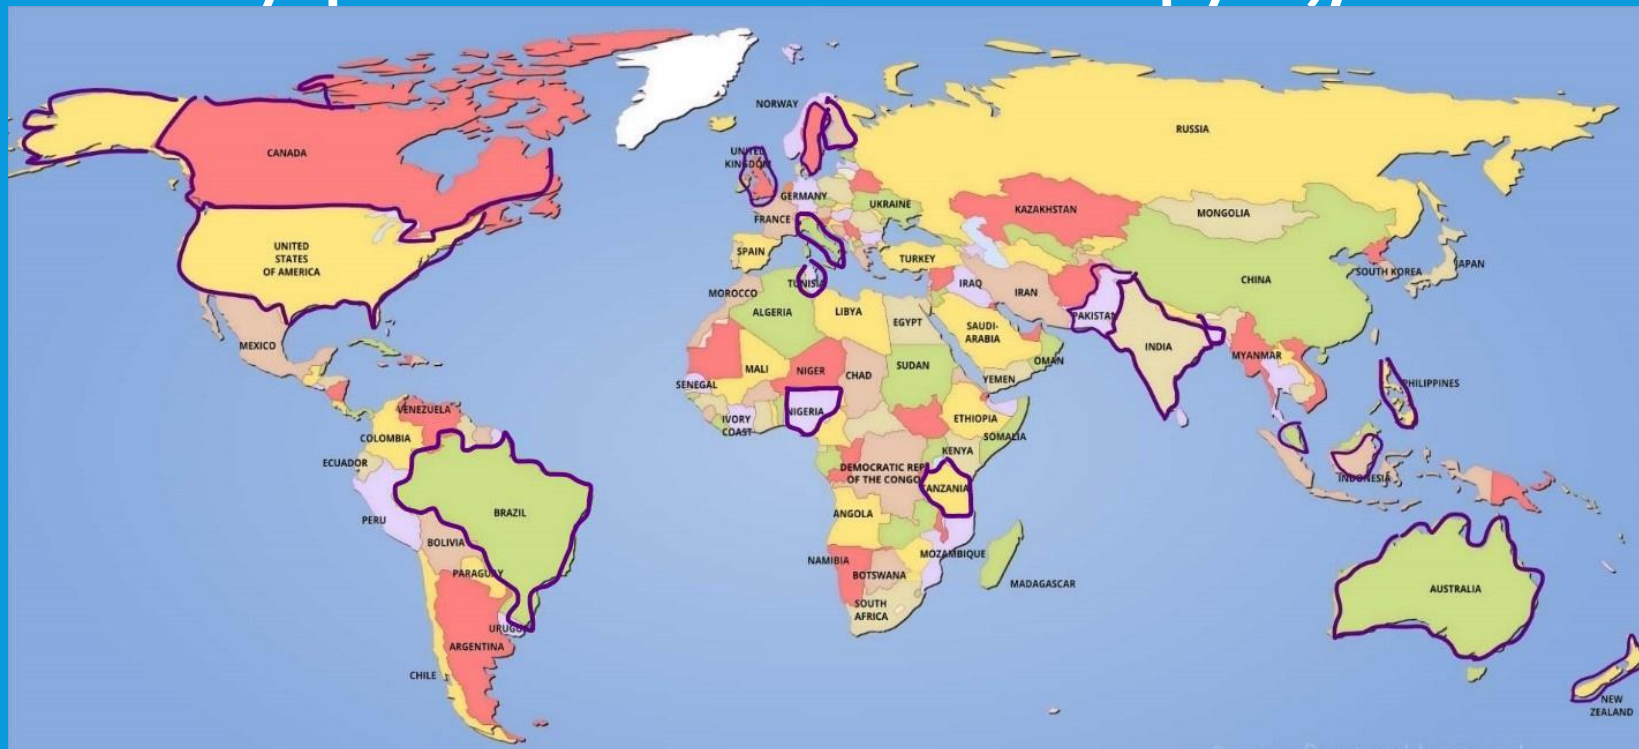 NORWAY
RUSSIA
CANADA
UNITED
KINGDOM
GERMANY
UKRAINE
KAZAKHSTAN
MONGOLIA
FRANCE
UNITED
STATES
OF AMERICA
SPAIN
TURKEY
JAPAN
SOUTH KOREA
CHINA
TUNISIA
IRAQ
IRAN
MOROCCO
ALGERIA
LIBYA
EGYPT
PAKISTAN
SAUDI-
ARABIA
MEXICO
INDIA
MYANMAR
OMAN
MALI
NIGER
CHAD
SUDAN
YEMEN
SENEGAL
PHILIPPINES
VENEZUELA
NIGERIA
IVORY
COAST
ETHIOPIA
COLOMBIA
SOMALIA
KENYA
ECUADOR
DEMOCRATIC REP
OF THE CONGO
INDONESIA
TANZANIA
BRAZIL
ANGOLA
PERU
BOLIVIA
MOZAMBIQUE
NAMIBIA
PARAGUAY
BOTSWANA
MADAGASCAR
AUSTRALIA
SOUTH
AFRICA
URUGUAY
ARGENTINA
CHILE
NEW
ZEALAND